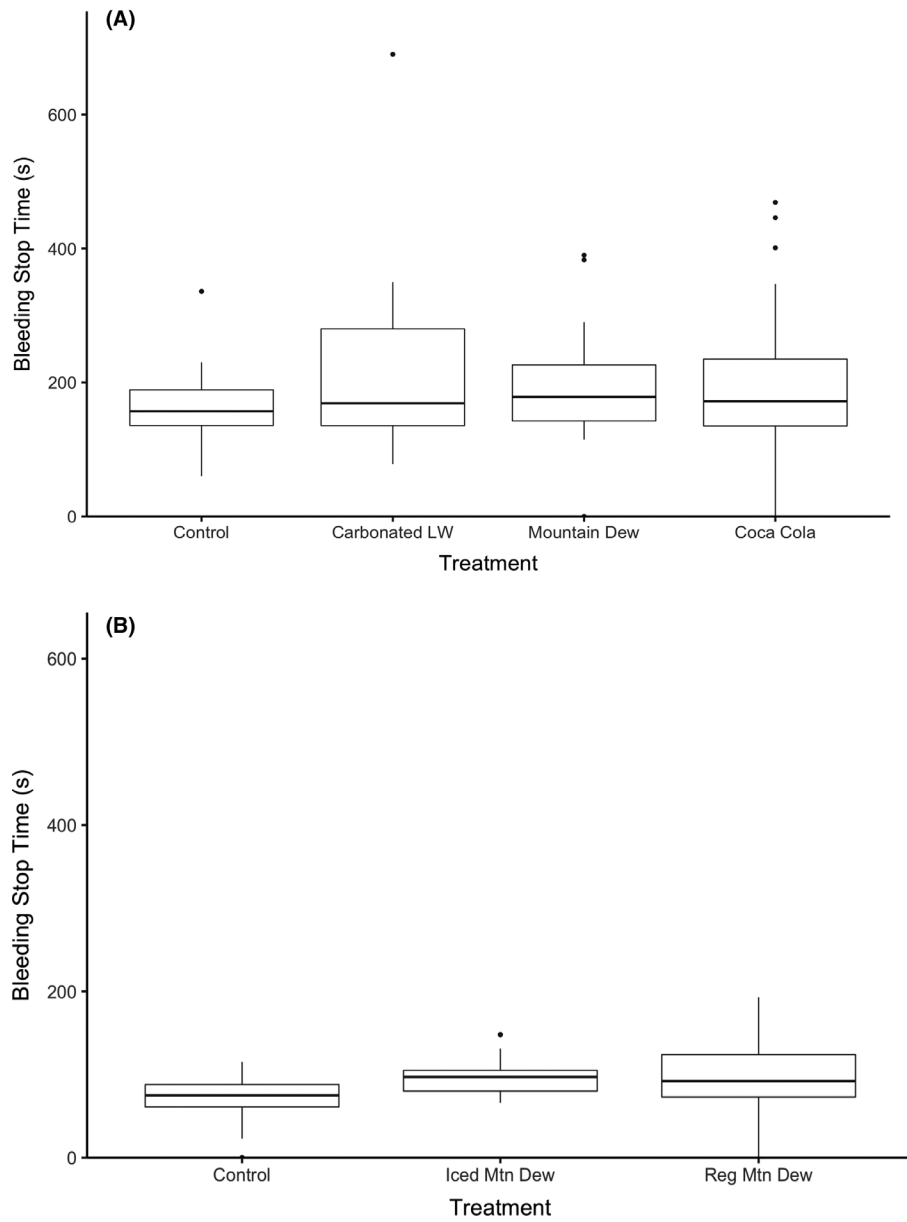 (A)
Bleeding Stop Time (s)
600
400
200
0
Control Carbonated LW Mountain Dew Coca Cola
Treatment
(B)
Bleeding Stop Time (s)
600
400
200
0
Control Iced Mtn Dew Reg Mtn Dew
Treatment